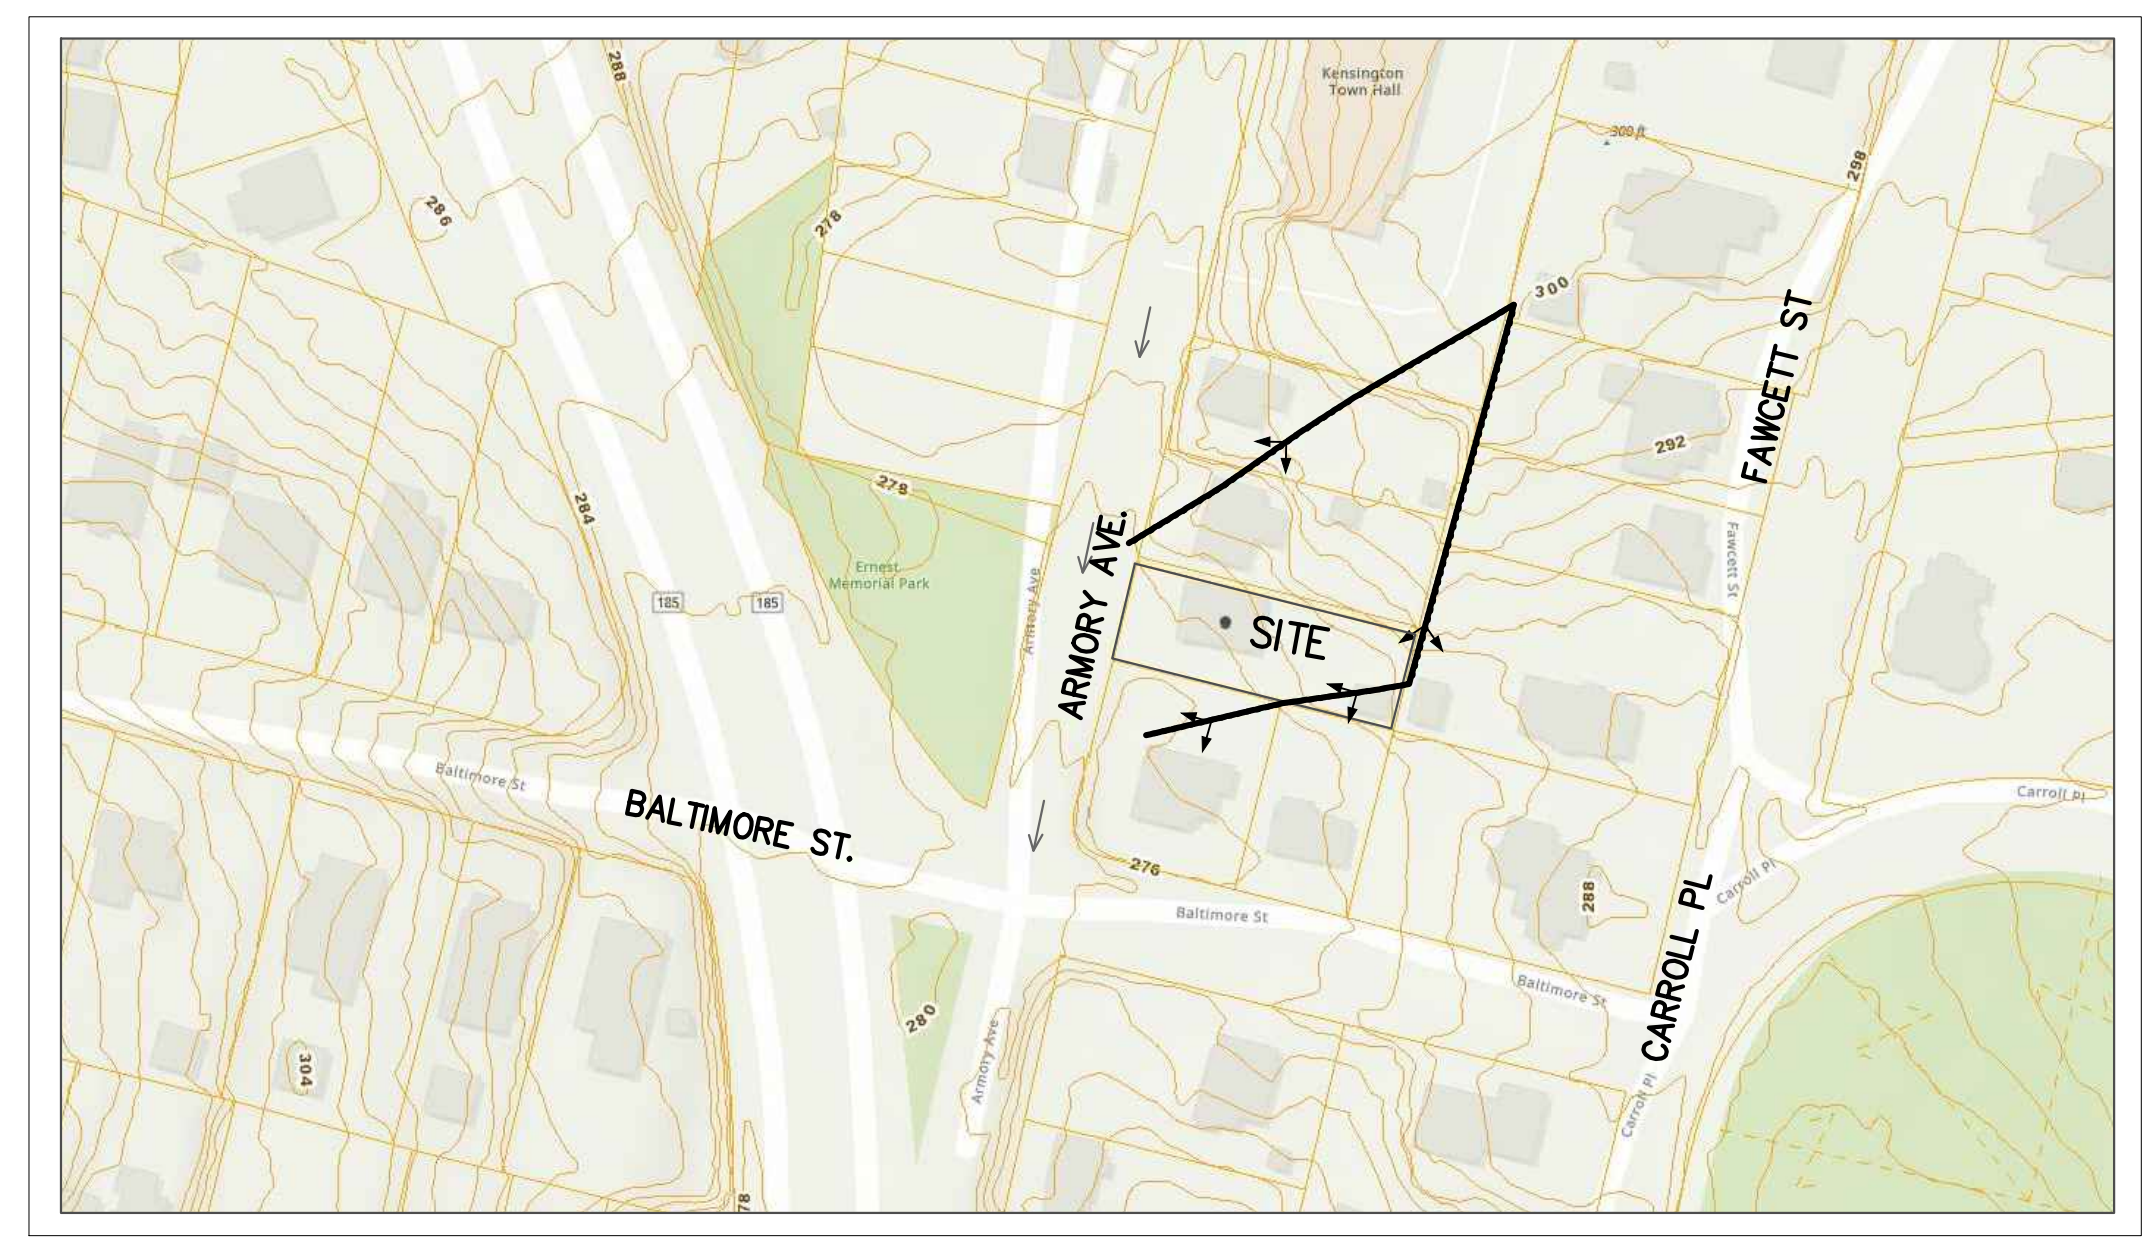 288
Kensington
Town Hall
300 ft
298
286
278
300
FAWCETT ST
292
278
284
Fawcett St
Ernest
Memorial Park
185
185
Armory Ave
ARMORY AVE.
SITE
Baltimore St
BALTIMORE ST.
Carroll Pl
276
Carroll Pl
288
Baltimore St
CARROLL PL
Baltimore St
280
304
Armory Ave
Carroll Pl
78